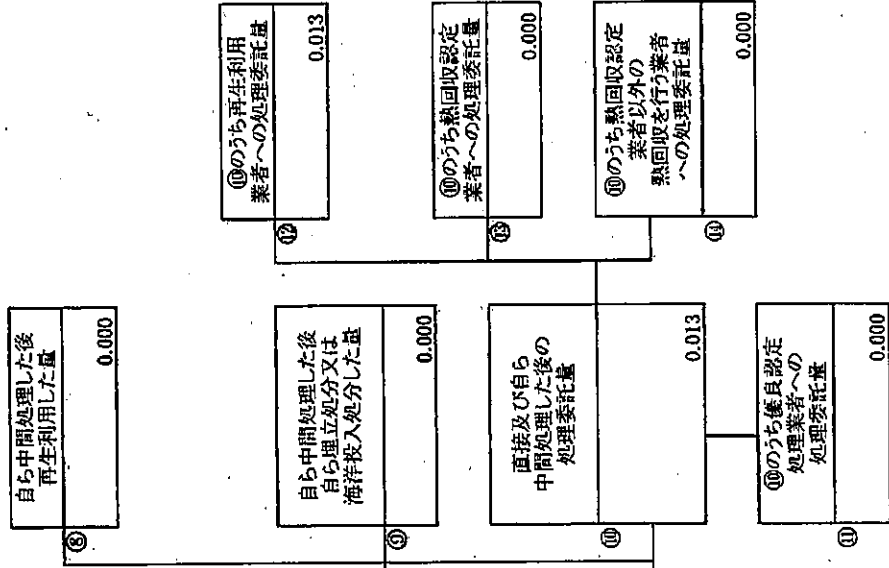 自ら中間処理した後
再生利用した量
⑧
0.000
自ら中間処理した後
自ら埋立処分又は
海洋投入処分した量
⑨
0.000
直接及び自ら
中間処理した後の
処理委託量
⑩
0.013
⑩のうち優良認定
処理業者への
処理委託量
⑪
0.000
⑩のうち再生利用
業者への処理委託量
⑫
0.013
⑩のうち熱回収認定
業者への処理委託量
⑬
0.000
⑩のうち熱回収認定
業者以外の
熱回収を行う業者
への処理委託量
⑭
0.000